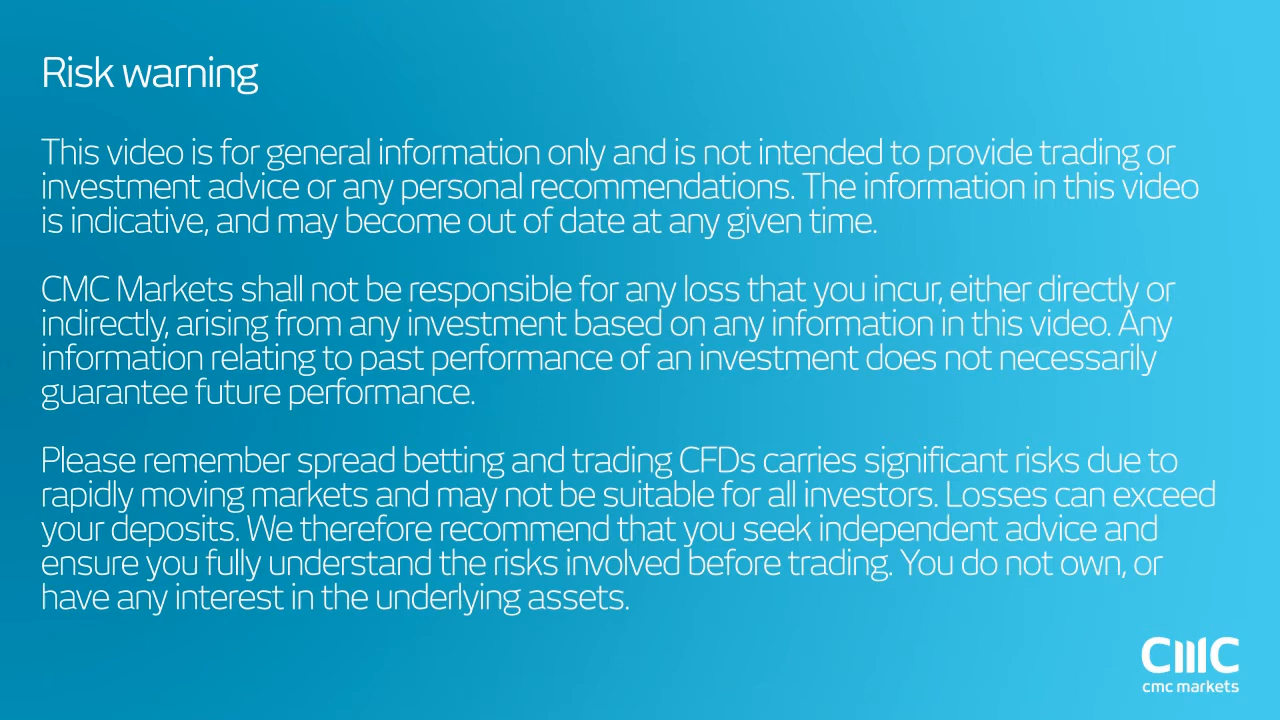 Risk warning
This video is for general information only and is not intended to provide trading or
investment advice or any personal recommendations. The information in this video
is indicative, and may become out of date at any given time.
CMC Markets shall not be responsible for any loss that you incur, either directly or
indirectly, arising from any investment based on any information in this video. Any
information relating to past performance of an investment does not necessarily
guarantee future performance.
Please remember spread betting and trading CFDs carries significant risks due to
rapidly moving markets and may not be suitable for all investors. Losses can exceed
your deposits. We therefore recommend that you seek independent advice and
ensure you fully understand the risks involved before trading. You do not own, or
have any interest in the underlying assets.
CMC
cmc markets